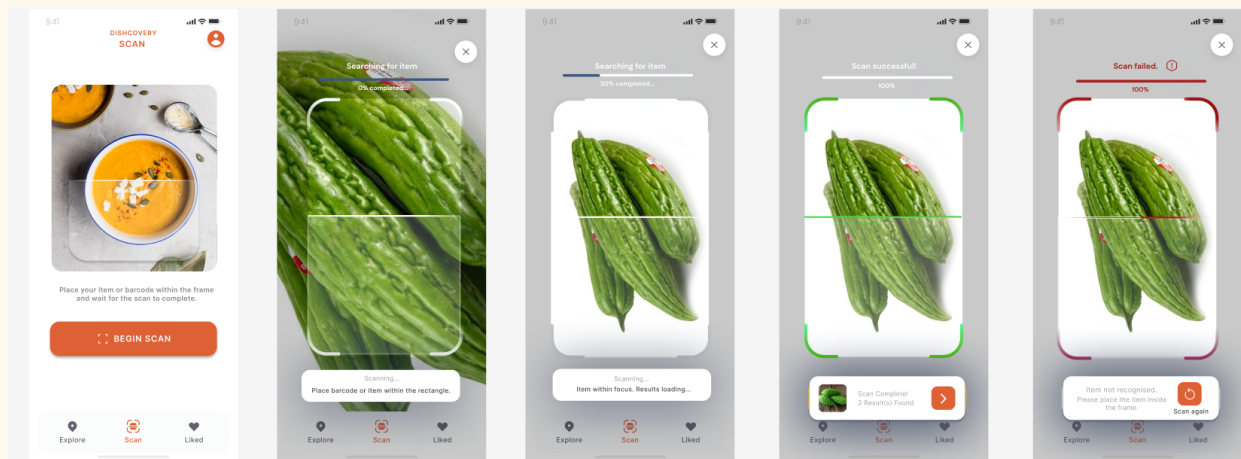 9:41
DISHCOVERY
SCAN
Place your item or barcode within the frame
and wait for the scan to complete.
BEGIN SCAN
Explore
Scan
Liked
9:41
Searching for item
0% completed...
Scanning...
Place barcode or item within the rectangle.
Explore
Scan
Liked
9:41
Searching for item
30% completed...
Scanning...
Item within focus. Results loading...
Explore
Scan
Liked
9:41
Scan successful!
100%
Scan Complete!
2 Result(s) Found
Explore
Scan
Liked
9:41
Scan failed.
100%
Item not recognised.
Please place the item inside
the frame.
Scan again
Explore
Scan
Liked